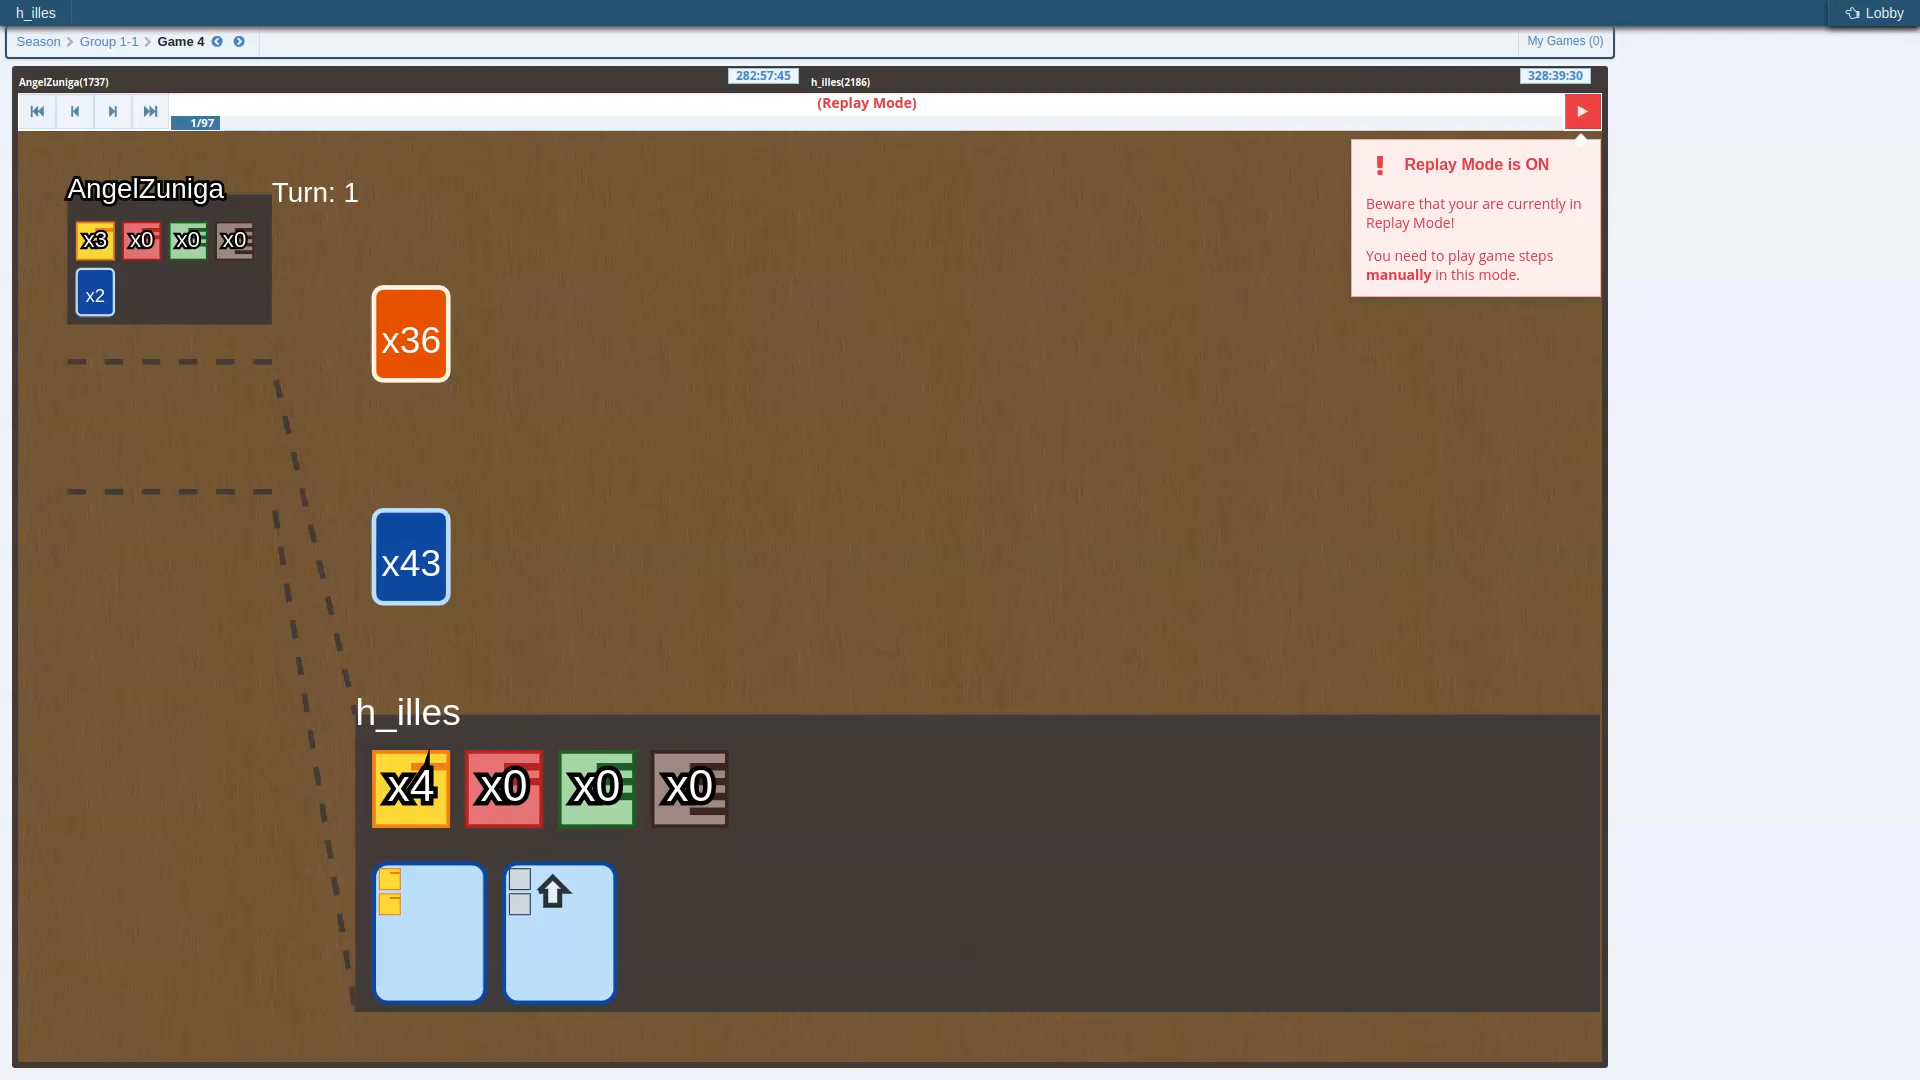 h_illes
Lobby
Season
Group 1-1
Game 4
My Games (0)
AngelZuniga(1737)
282:57:45
h_illes(2186)
328:39:30
(Replay Mode)
1/97
Replay Mode is ON
Beware that your are currently in
Replay Mode!
You need to play game steps
manually in this mode.
AngelZuniga
Turn: 1
x3
x0
x0
x0
x2
x36
x43
h_illes
x4
x0
x0
x0